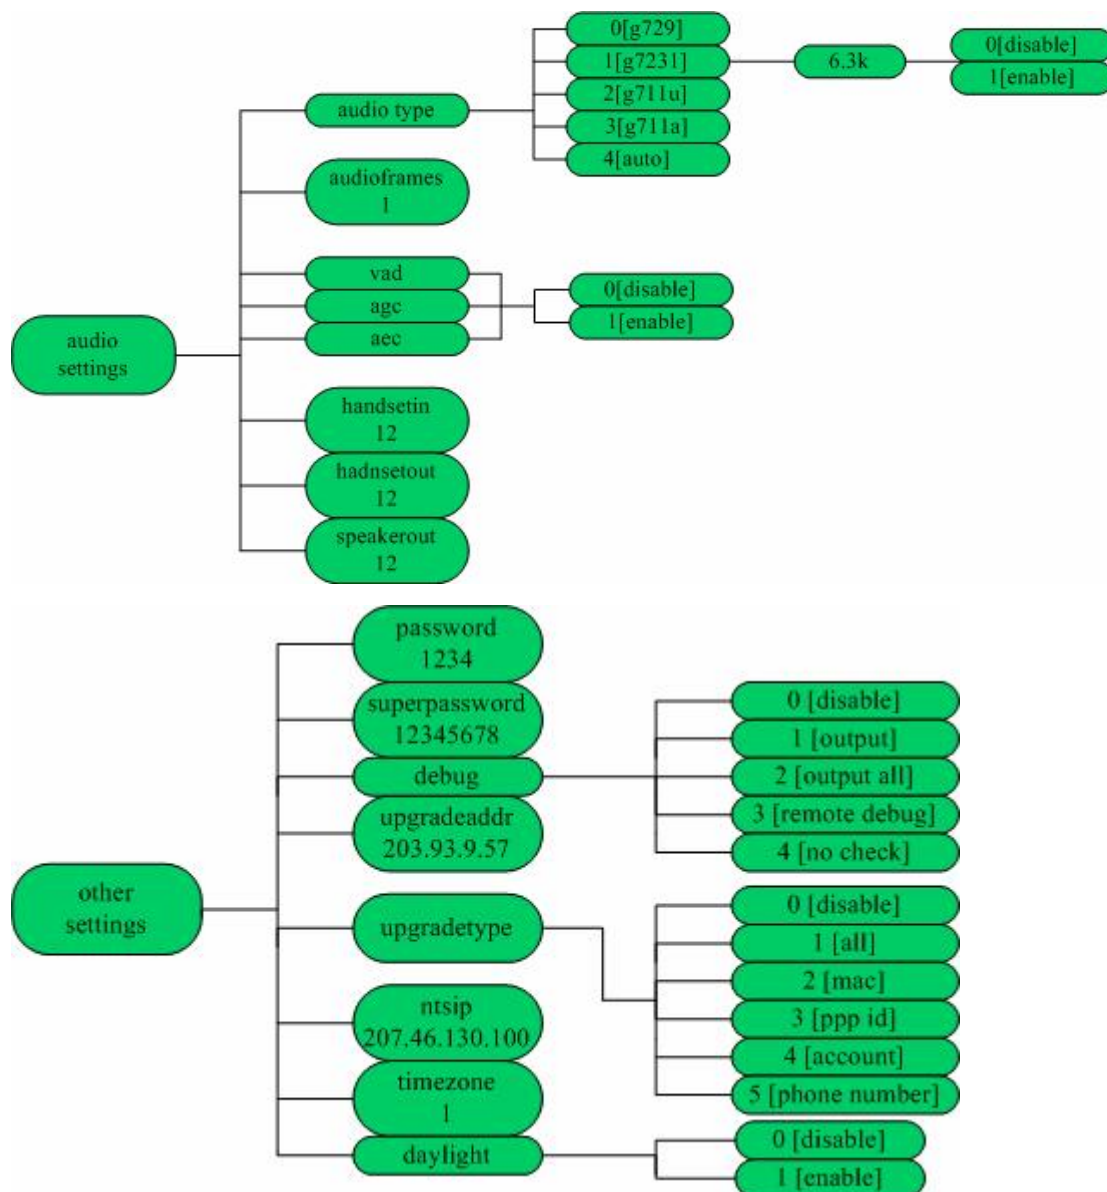 audio
settings
audio type
0[g729]
1[g7231]
2[g711u]
3[g711a]
4[auto]
6.3k
0[disable]
1[enable]
audioframes
1
vad
agc
aec
0[disable]
1[enable]
handsetin
12
hadnsetout
12
speakerout
12
other
settings
password
1234
superpassword
12345678
debug
0 [disable]
1 [output]
2 [output all]
3 [remote debug]
4 [no check]
upgradeaddr
203.93.9.57
upgradetype
0 [disable]
1 [all]
2 [mac]
3 [ppp id]
4 [account]
5 [phone number]
ntsip
207.46.130.100
timezone
1
daylight
0 [disable]
1 [enable]